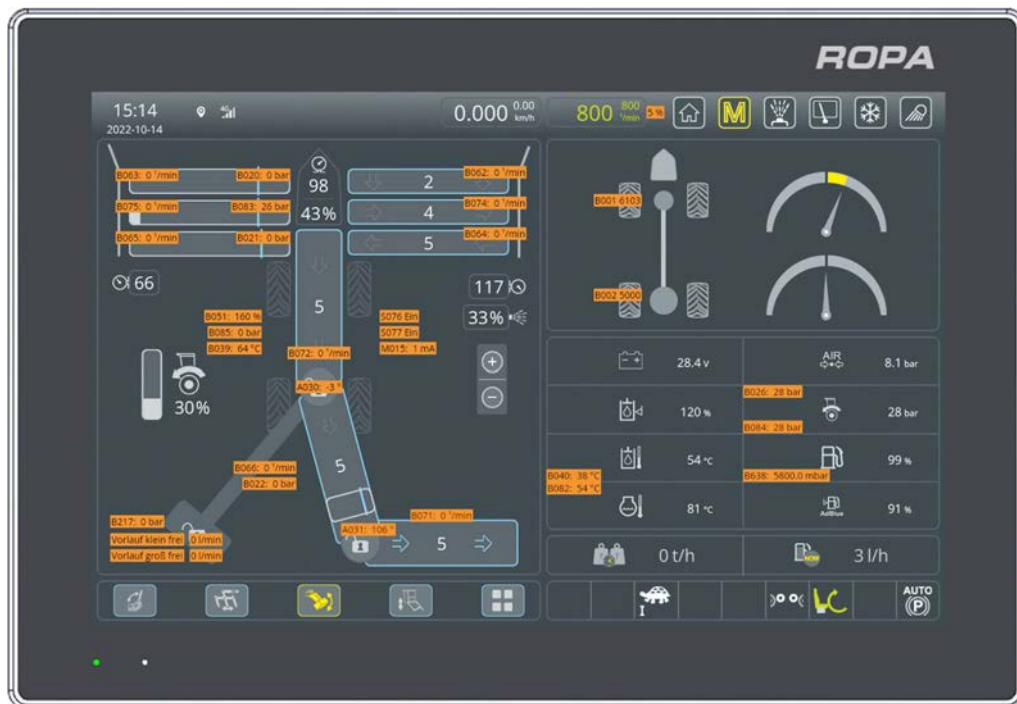 ROPA
15:14
4G
2022-10-14
0.000 0.00 km/h
800 800 ¹/min 5 %
M
B063: 0 ¹/min B020: 0 bar
98
B062: 0 ¹/min
2
B075: 0 ¹/min B083: 26 bar
43%
B074: 0 ¹/min
4
B065: 0 ¹/min B021: 0 bar
B064: 0 ¹/min
5
66
5
117
33%
B051: 160 %
B085: 0 bar
B039: 64 °C
S076 Ein
S077 Ein
M015: 1 mA
B072: 0 ¹/min
A030: -3 °
30%
5
B066: 0 ¹/min
B022: 0 bar
B217: 0 bar
Vorlauf klein frei 0 l/min
Vorlauf groß frei 0 l/min
B071: 0 ¹/min
A031: 106 °
5
B001 6103
B002 5000
28.4 V
AIR
8.1 bar
120 %
B026: 28 bar
B084: 28 bar
28 bar
54 °C
B040: 38 °C
B082: 54 °C
B638: 5800.0 mbar
99 %
81 °C
AdBlue
91 %
0 t/h
NOW
3 l/h
I
AUTO
P